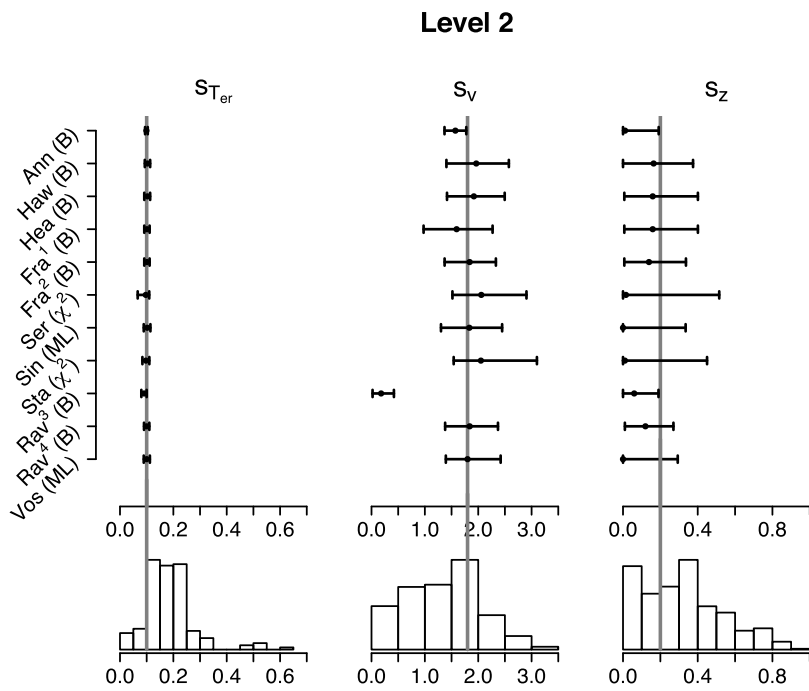 Level 2
sTer sv sz
Ann (B)
Haw (B)
Hea (B)
Fra¹ (B)
Fra² (B)
Ser (χ²)
Sin (ML)
Sta (χ²)
Rav³ (B)
Rav⁴ (B)
Vos (ML)
0.0 0.2 0.4 0.6 0.0 1.0 2.0 3.0 0.0 0.4 0.8
0.0 0.2 0.4 0.6 0.0 1.0 2.0 3.0 0.0 0.4 0.8